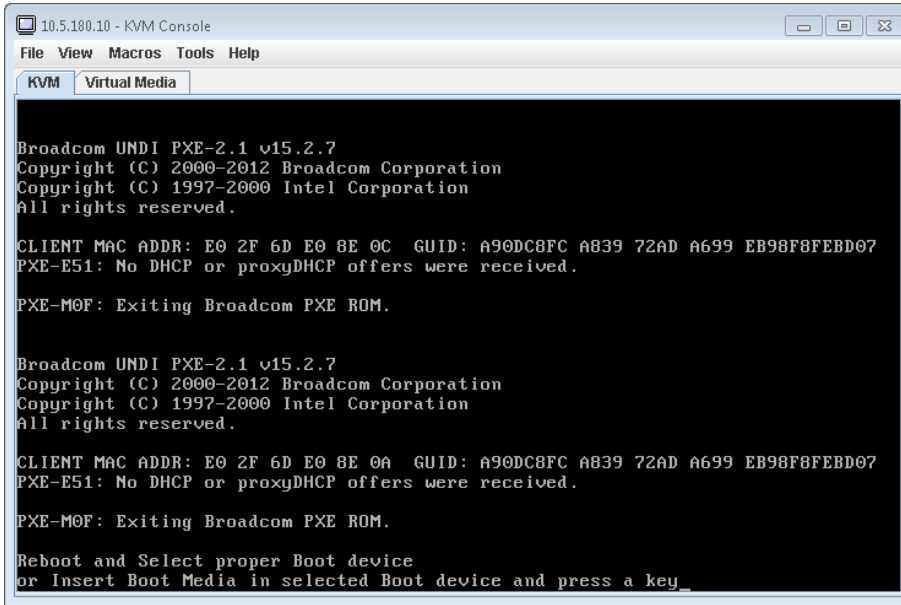 10.5.180.10 - KVM Console
File View Macros Tools Help
KVM Virtual Media
Broadcom UNDI PXE-2.1 v15.2.7
Copyright (C) 2000-2012 Broadcom Corporation
Copyright (C) 1997-2000 Intel Corporation
All rights reserved.
CLIENT MAC ADDR: E0 2F 6D E0 8E 0C GUID: A90DC8FC A839 72AD A699 EB98F8FEBD07
PXE-E51: No DHCP or proxyDHCP offers were received.
PXE-M0F: Exiting Broadcom PXE ROM.
Broadcom UNDI PXE-2.1 v15.2.7
Copyright (C) 2000-2012 Broadcom Corporation
Copyright (C) 1997-2000 Intel Corporation
All rights reserved.
CLIENT MAC ADDR: E0 2F 6D E0 8E 0A GUID: A90DC8FC A839 72AD A699 EB98F8FEBD07
PXE-E51: No DHCP or proxyDHCP offers were received.
PXE-M0F: Exiting Broadcom PXE ROM.
Reboot and Select proper Boot device
or Insert Boot Media in selected Boot device and press a key_